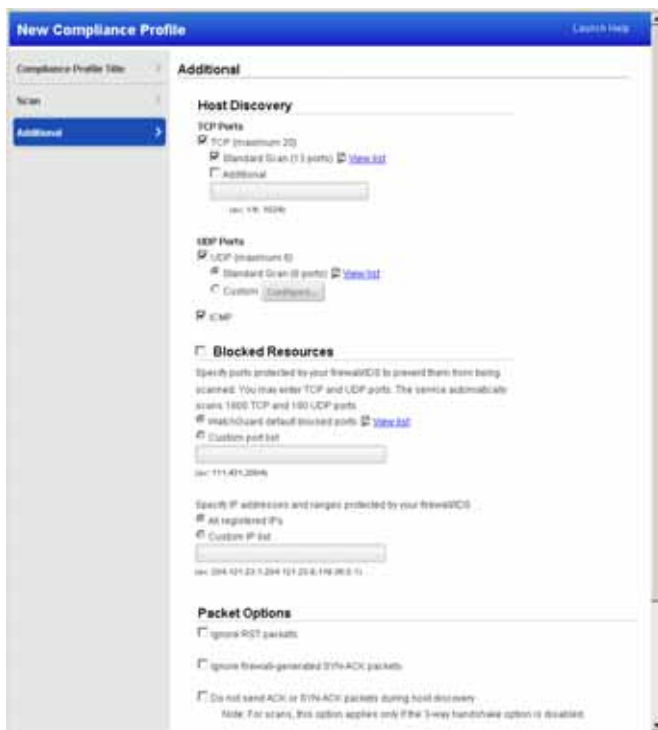 New Compliance Profile
Launch Help
Compliance Profile Title
Scan
Additional
Additional
Host Discovery
TCP Ports
TCP (maximum 20)
Standard Scan (13 ports) View list
Additional
UDP Ports
UDP (maximum 6)
Standard Scan (6 ports) View list
Custom Configure...
ICMP
Blocked Resources
Specify ports protected by your firewall/IDS to prevent them from being
scanned. You may enter TCP and UDP ports. The service automatically
scans 1800 TCP and 180 UDP ports.
WatchGuard default blocked ports View list
Custom port list
Specify IP addresses and ranges protected by your firewall/IDS
All registered IPs
Custom IP list
Packet Options
Ignore RST packets
Ignore firewall-generated SYN-ACK packets
Do not send ACK or SYN-ACK packets during host discovery
Note: For scans, this option applies only if the 3-way handshake option is disabled.